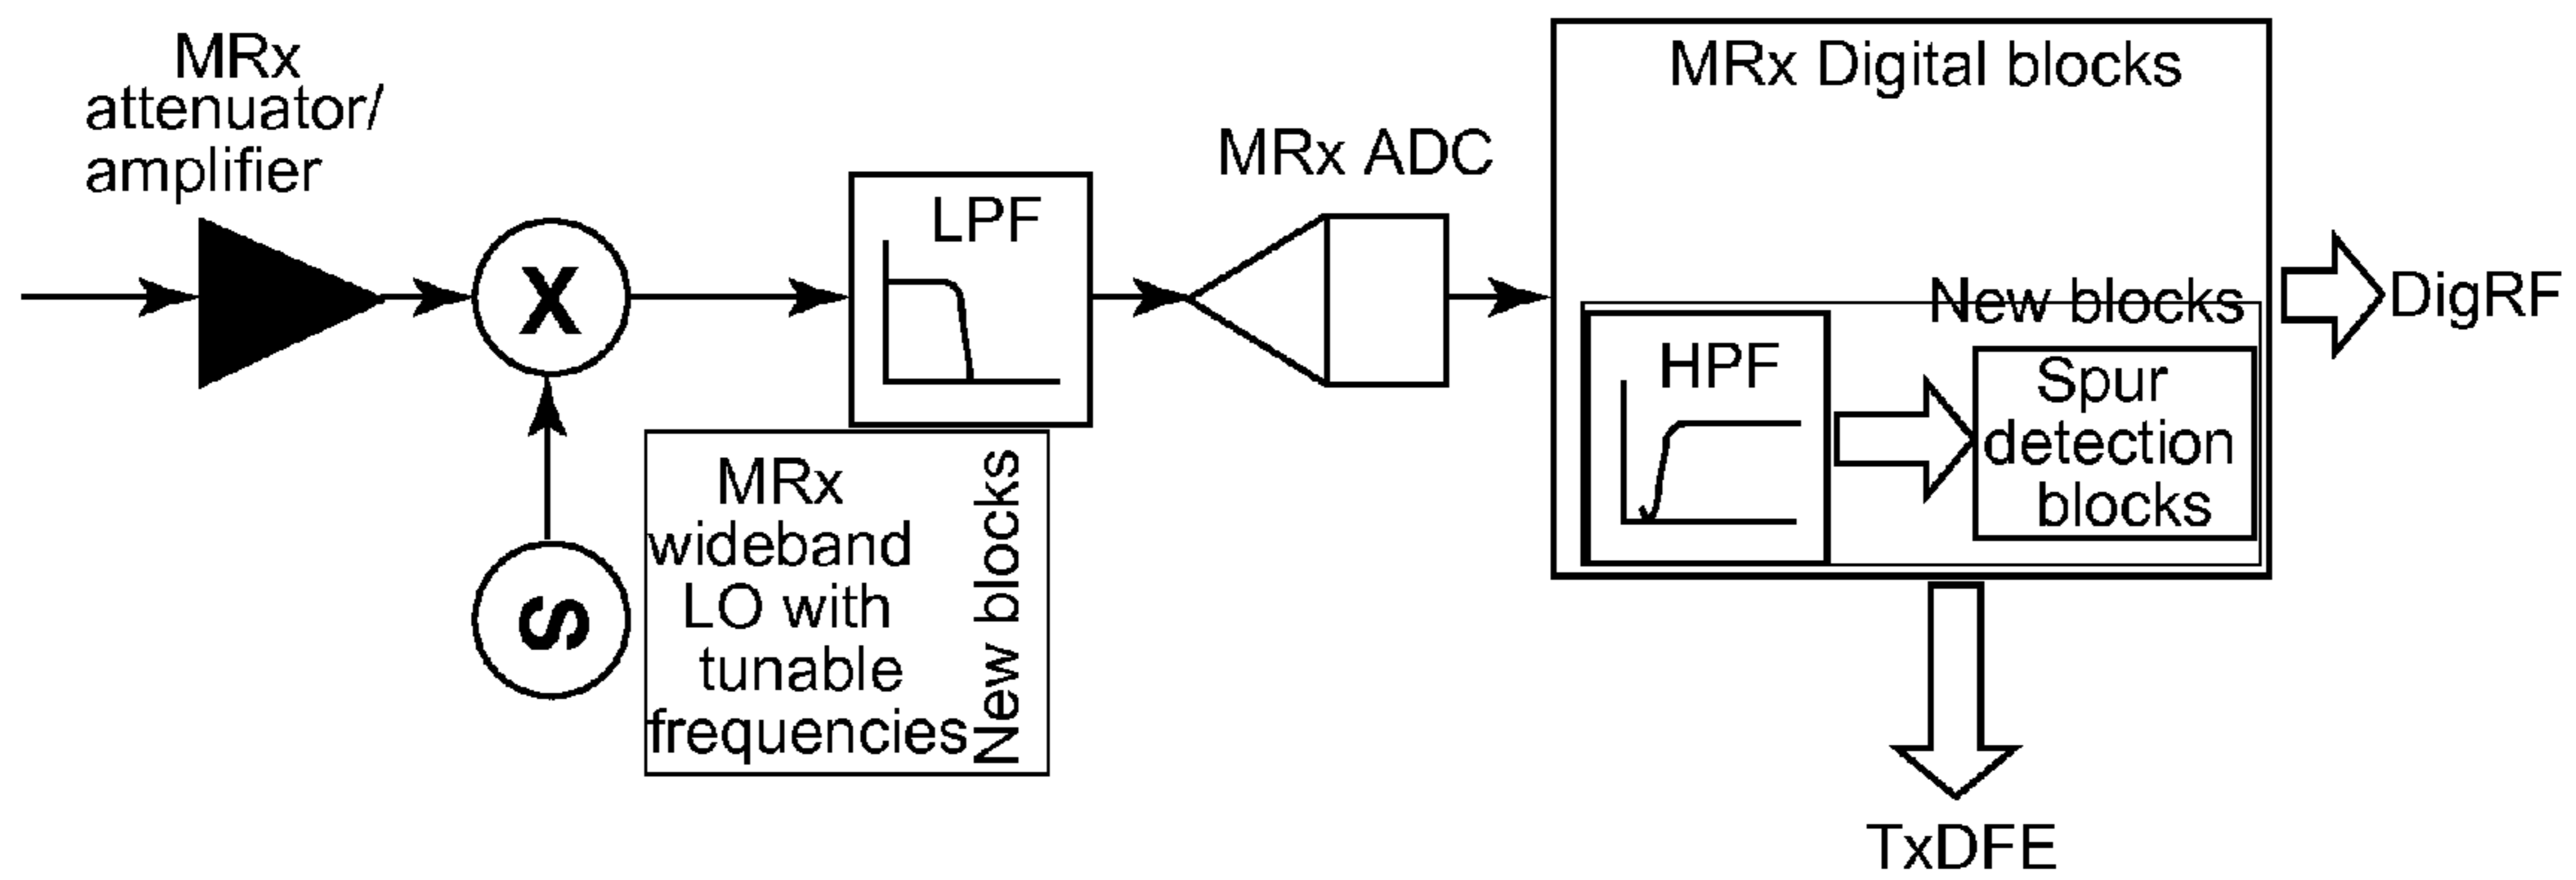 MRx
attenuator/
amplifier
X
S
LPF
MRx
wideband
LO with
tunable
frequencies
New blocks
MRx ADC
MRx Digital blocks
New blocks
HPF
Spur
detection
blocks
DigRF
TxDFE